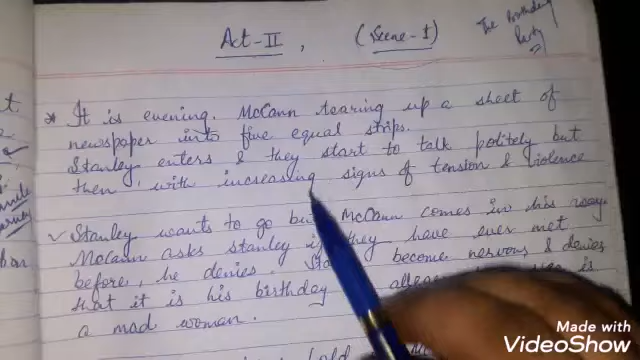 Act-II, (Scene-1)
The Birthday
Party
* It is evening. McCann tearing up a sheet of
newspaper into five equal strips.
Stanley enters & they start to talk politely but
then, with increasing signs of tension & violence
✓ Stanley wants to go but McCann comes in his way.
McCann asks Stanley if they have ever met
before, he denies. become nervous & denies
that it is his birthday is
a mad woman.
Made with
VideoShow